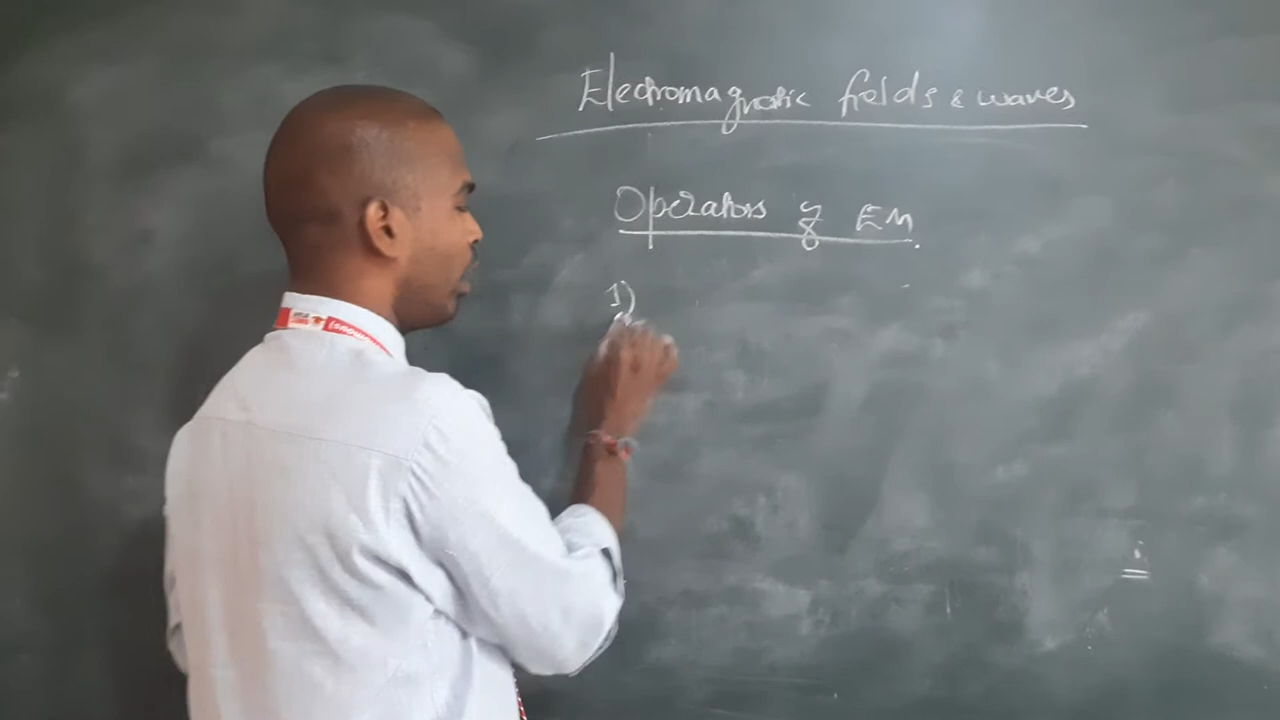 Electromagnetic fields & waves
Operators of EM.
1)